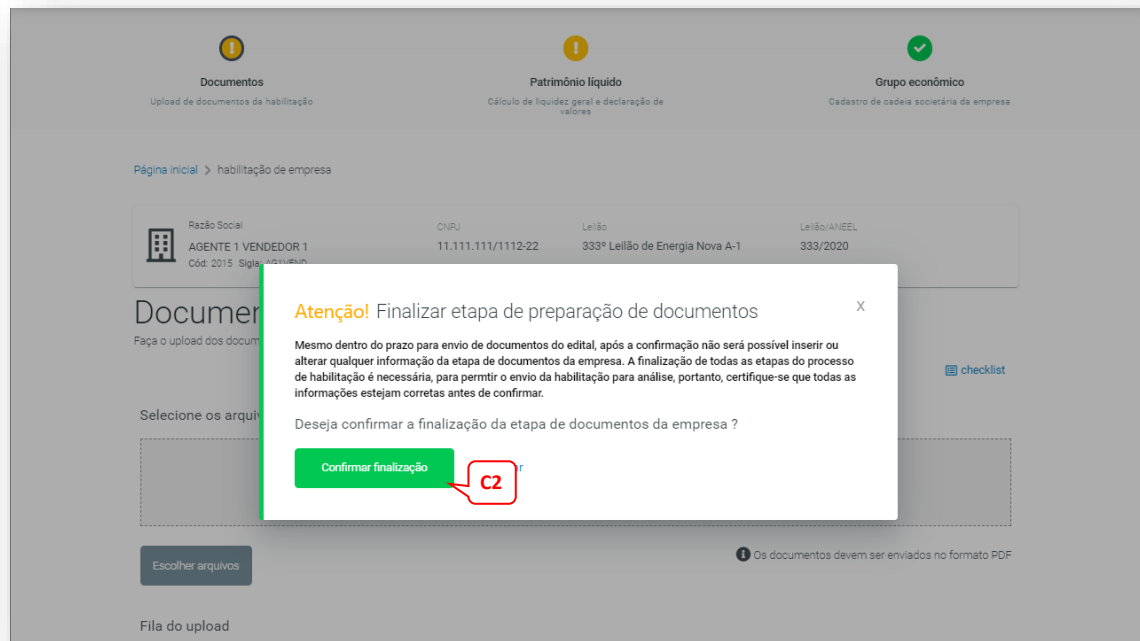 Documentos
Upload de documentos da habilitação
Patrimônio líquido
Cálculo de liquidez geral e declaração de
valores
Grupo econômico
Cadastro de cadeia societária da empresa
Página inicial > habilitação de empresa
Razão Social
AGENTE 1 VENDEDOR 1
Cód: 2015 Sigla: AG1VEND
CNPJ
11.111.111/1112-22
Leilão
333º Leilão de Energia Nova A-1
Leilão/ANEEL
333/2020
Faça o upload dos
checklist
Selecione os
Atenção! Finalizar etapa de preparação de documentos
X
Mesmo dentro do prazo para envio de documentos do edital, após a confirmação não será possível inserir ou
alterar qualquer informação da etapa de documentos da empresa. A finalização de todas as etapas do processo
de habilitação é necessária, para permtir o envio da habilitação para análise, portanto, certifique-se que todas as
informações estejam corretas antes de confirmar.
Deseja confirmar a finalização da etapa de documentos da empresa ?
Confirmar finalização
C2
Escolher arquivos
Os documentos devem ser enviados no formato PDF
Fila do upload